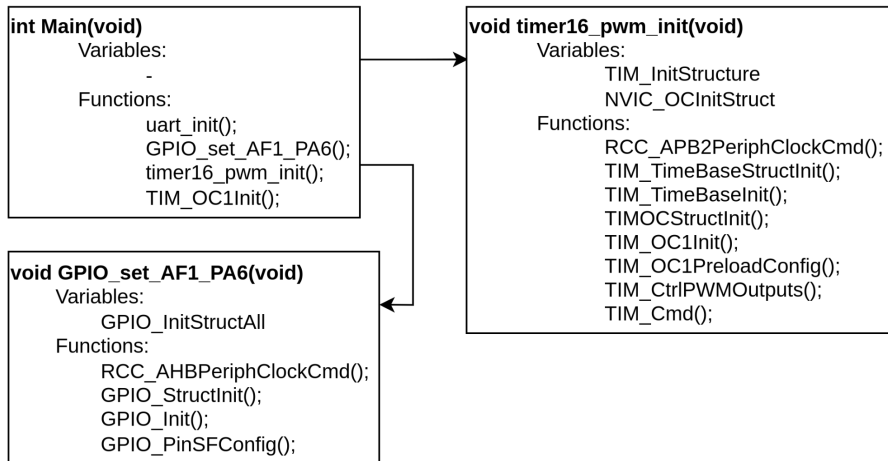 int Main(void)
Variables:
-
Functions:
uart_init();
GPIO_set_AF1_PA6();
timer16_pwm_init();
TIM_OC1Init();
void timer16_pwm_init(void)
Variables:
TIM_InitStructure
NVIC_OCInitStruct
Functions:
RCC_APB2PeriphClockCmd();
TIM_TimeBaseStructInit();
TIM_TimeBaseInit();
TIMOCStructInit();
TIM_OC1Init();
TIM_OC1PreloadConfig();
TIM_CtrlPWMOutputs();
TIM_Cmd();
void GPIO_set_AF1_PA6(void)
Variables:
GPIO_InitStructAll
Functions:
RCC_AHBPeriphClockCmd();
GPIO_StructInit();
GPIO_Init();
GPIO_PinSFConfig();